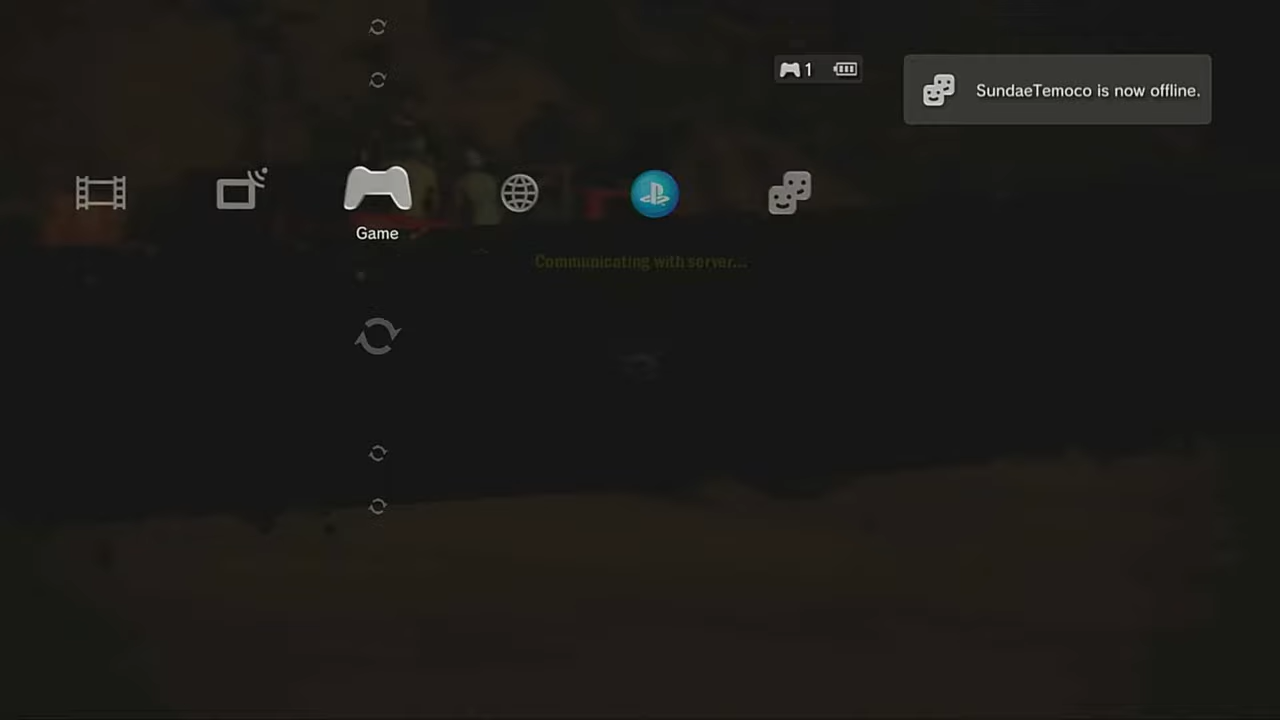 1
SundaeTemoco is now offline.
Game
Communicating with server...